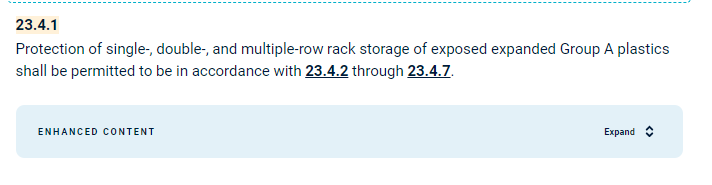 23.4.1
Protection of single-, double-, and multiple-row rack storage of exposed expanded Group A plastics
shall be permitted to be in accordance with 23.4.2 through 23.4.7.
ENHANCED CONTENT Expand